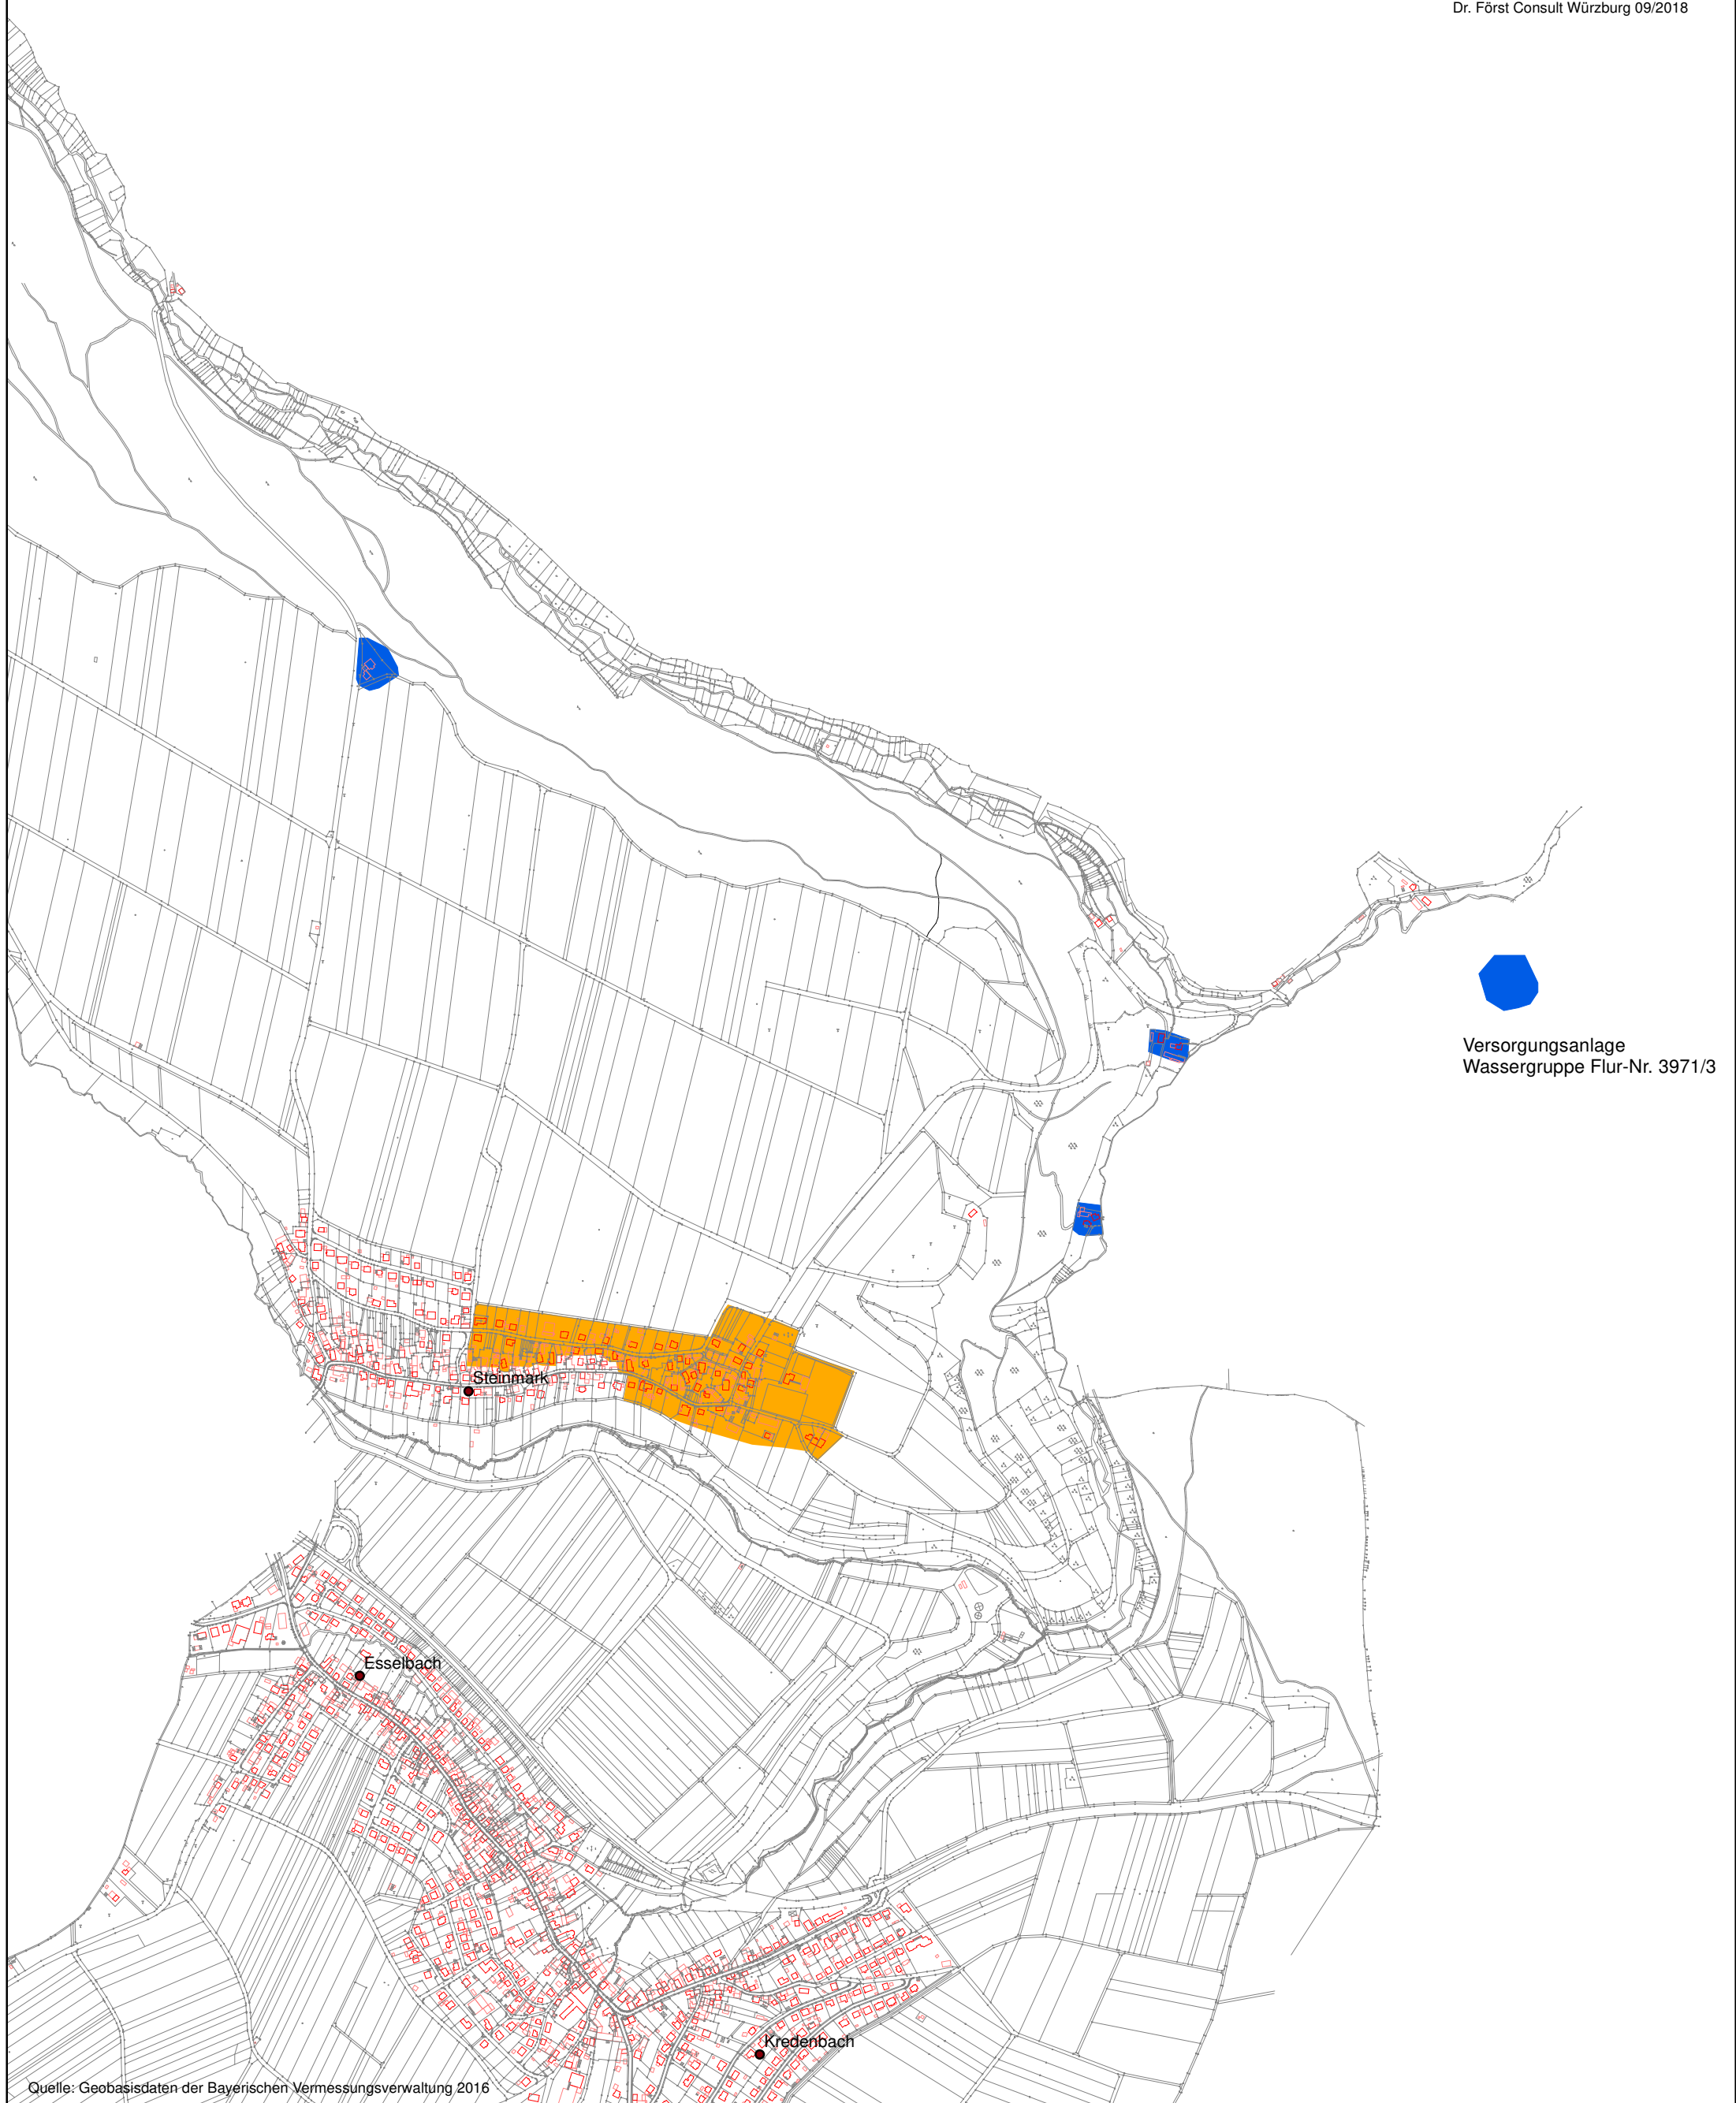 Dr. Först Consult Würzburg 09/2018
Versorgungsanlage
Wassergruppe Flur-Nr. 3971/3
Steinmark
Esselbach
Kredenbach
Quelle: Geobasisdaten der Bayerischen Vermessungsverwaltung 2016